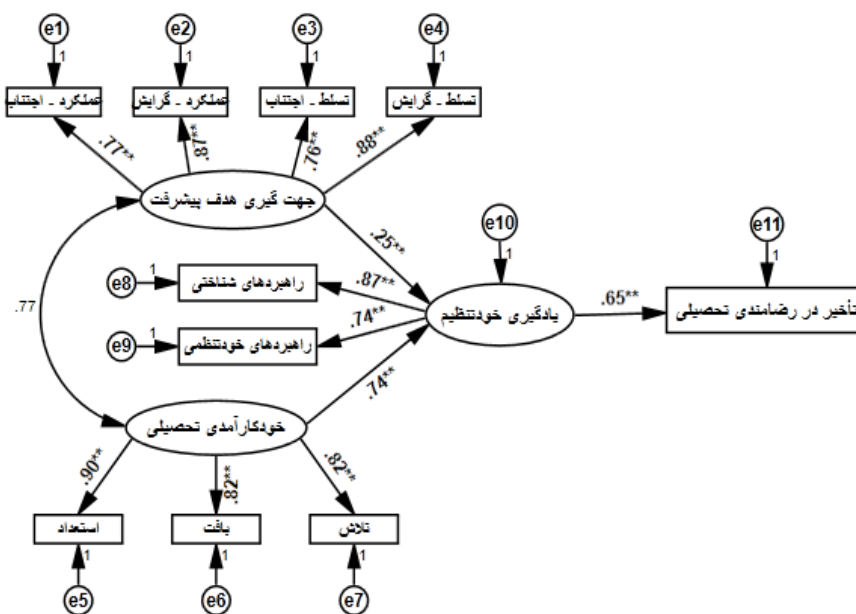 e1
e2
e3
e4
1
1
1
1
عملکرد - اجتناب
عملکرد - گرایش
تسلط - اجتناب
تسلط - گرایش
.77**
.87**
.76**
.88**
جهت گیری هدف پیشرفت
e10
e11
1
1
.25**
.77
e8
1
راهبردهای شناختی
.87**
یادگیری خودتنظیم
.65**
تأخیر در رضامندی تحصیلی
e9
1
راهبردهای خودتنظمی
.74**
.74**
خودکارآمدی تحصیلی
.90**
.82**
.82**
استعداد
بافت
تلاش
1
1
1
e5
e6
e7